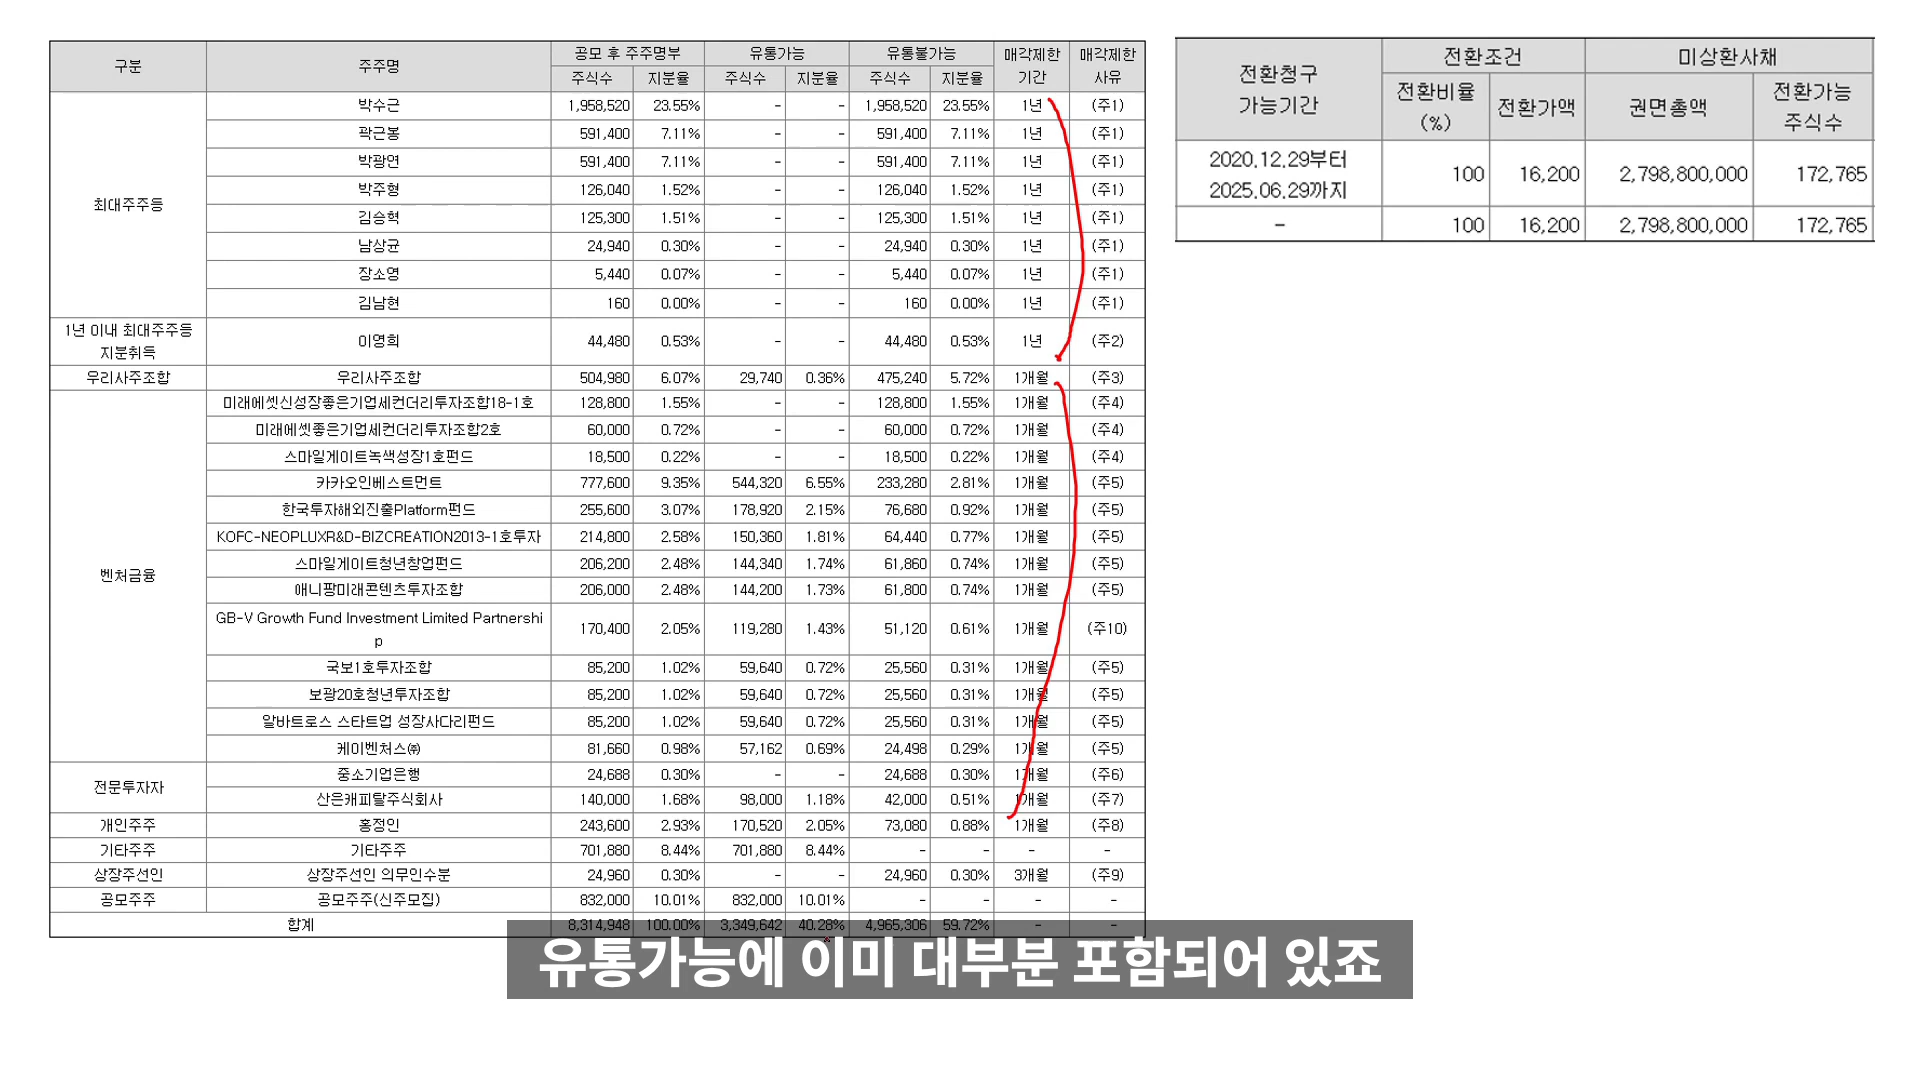 구분 주주명 공모 후 주주명부 유통가능 유통불가능 매각제한 기간 매각제한 사유
주식수 지분율 주식수 지분율 주식수 지분율
최대주주등
박수근 1,958,520 23.55% - - 1,958,520 23.55% 1년 (주1)
곽근봉 591,400 7.11% - - 591,400 7.11% 1년 (주1)
박광연 591,400 7.11% - - 591,400 7.11% 1년 (주1)
박주형 126,040 1.52% - - 126,040 1.52% 1년 (주1)
김승혁 125,300 1.51% - - 125,300 1.51% 1년 (주1)
남상균 24,940 0.30% - - 24,940 0.30% 1년 (주1)
장소영 5,440 0.07% - - 5,440 0.07% 1년 (주1)
김남현 160 0.00% - - 160 0.00% 1년 (주1)
1년 이내 최대주주등
지분취득
이영희 44,480 0.53% - - 44,480 0.53% 1년 (주2)
우리사주조합 우리사주조합 504,980 6.07% 29,740 0.36% 475,240 5.72% 1개월 (주3)
벤처금융
미래에셋신성장좋은기업세컨더리투자조합18-1호 128,800 1.55% - - 128,800 1.55% 1개월 (주4)
미래에셋좋은기업세컨더리투자조합2호 60,000 0.72% - - 60,000 0.72% 1개월 (주4)
스마일게이트녹색성장1호펀드 18,500 0.22% - - 18,500 0.22% 1개월 (주4)
카카오인베스트먼트 777,600 9.35% 544,320 6.55% 233,280 2.81% 1개월 (주5)
한국투자해외진출Platform펀드 255,600 3.07% 178,920 2.15% 76,680 0.92% 1개월 (주5)
KOFC-NEOPLUXR&D-BIZCREATION2013-1호투자 214,800 2.58% 150,360 1.81% 64,440 0.77% 1개월 (주5)
스마일게이트청년창업펀드 206,200 2.48% 144,340 1.74% 61,860 0.74% 1개월 (주5)
애니팡미래콘텐츠투자조합 206,000 2.48% 144,200 1.73% 61,800 0.74% 1개월 (주5)
GB-V Growth Fund Investment Limited Partnershi
p
170,400 2.05% 119,280 1.43% 51,120 0.61% 1개월 (주10)
국보1호투자조합 85,200 1.02% 59,640 0.72% 25,560 0.31% 1개월 (주5)
보광20호청년투자조합 85,200 1.02% 59,640 0.72% 25,560 0.31% 1개월 (주5)
알바트로스 스타트업 성장사다리펀드 85,200 1.02% 59,640 0.72% 25,560 0.31% 1개월 (주5)
케이벤처스㈜ 81,660 0.98% 57,162 0.69% 24,498 0.29% 1개월 (주5)
전문투자자
중소기업은행 24,688 0.30% - - 24,688 0.30% 1개월 (주6)
산은캐피탈주식회사 140,000 1.68% 98,000 1.18% 42,000 0.51% 1개월 (주7)
개인주주 홍정인 243,600 2.93% 170,520 2.05% 73,080 0.88% 1개월 (주8)
기타주주 기타주주 701,880 8.44% 701,880 8.44% - - - -
상장주선인 상장주선인 의무인수분 24,960 0.30% - - 24,960 0.30% 3개월 (주9)
공모주주 공모주주(신주모집) 832,000 10.01% 832,000 10.01% - - - -
합계 8,314,948 100.00% 3,349,642 40.28% 4,965,306 59.72% - -
전환청구
가능기간
전환조건 미상환사채
전환비율
(%)
전환가액 권면총액
전환가능
주식수
2020.12.29부터
2025.06.29까지
100 16,200 2,798,800,000 172,765
- 100 16,200 2,798,800,000 172,765
유통가능에 이미 대부분 포함되어 있죠